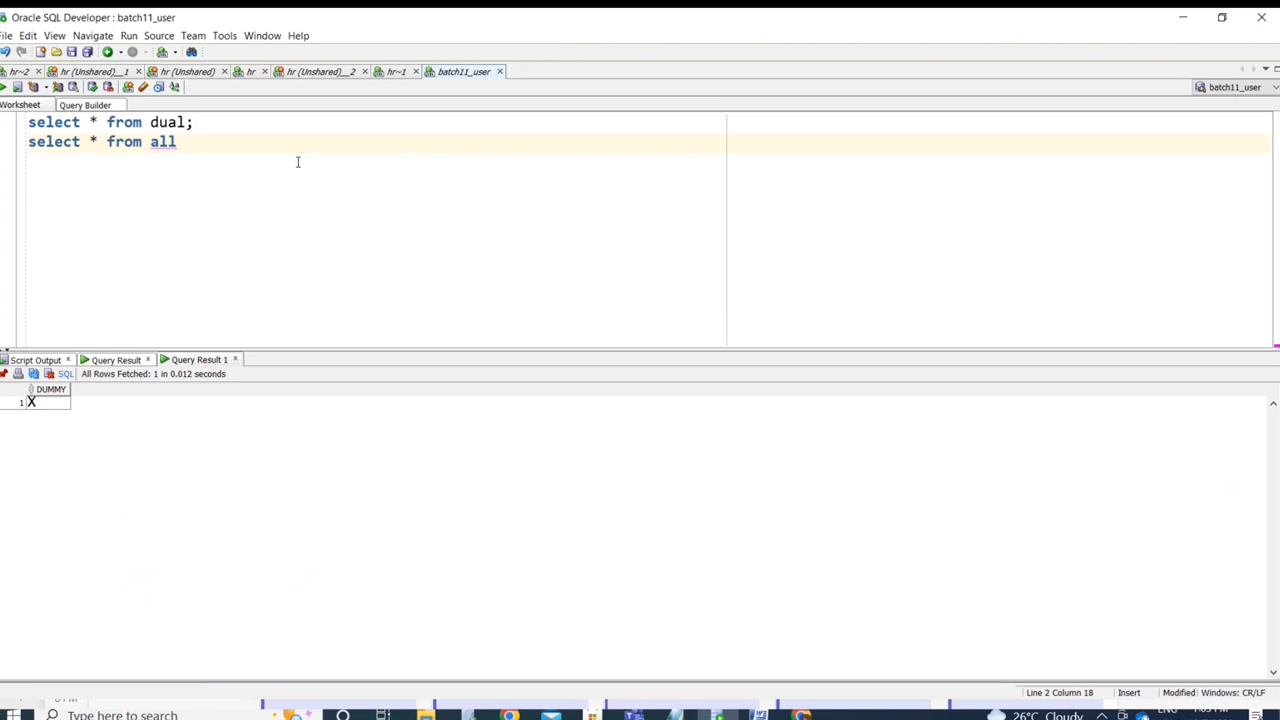 Oracle SQL Developer : batch11_user
File Edit View Navigate Run Source Team Tools Window Help
hr~2 hr (Unshared)__1 hr (Unshared) hr hr (Unshared)__2 hr~1 batch11_user
batch11_user
Worksheet Query Builder
select * from dual;
select * from all
Script Output Query Result Query Result 1
SQL All Rows Fetched: 1 in 0.012 seconds
DUMMY
1 X
Line 2 Column 18 Insert Modified Windows: CR/LF
Type here to search 26°C Cloudy ENG